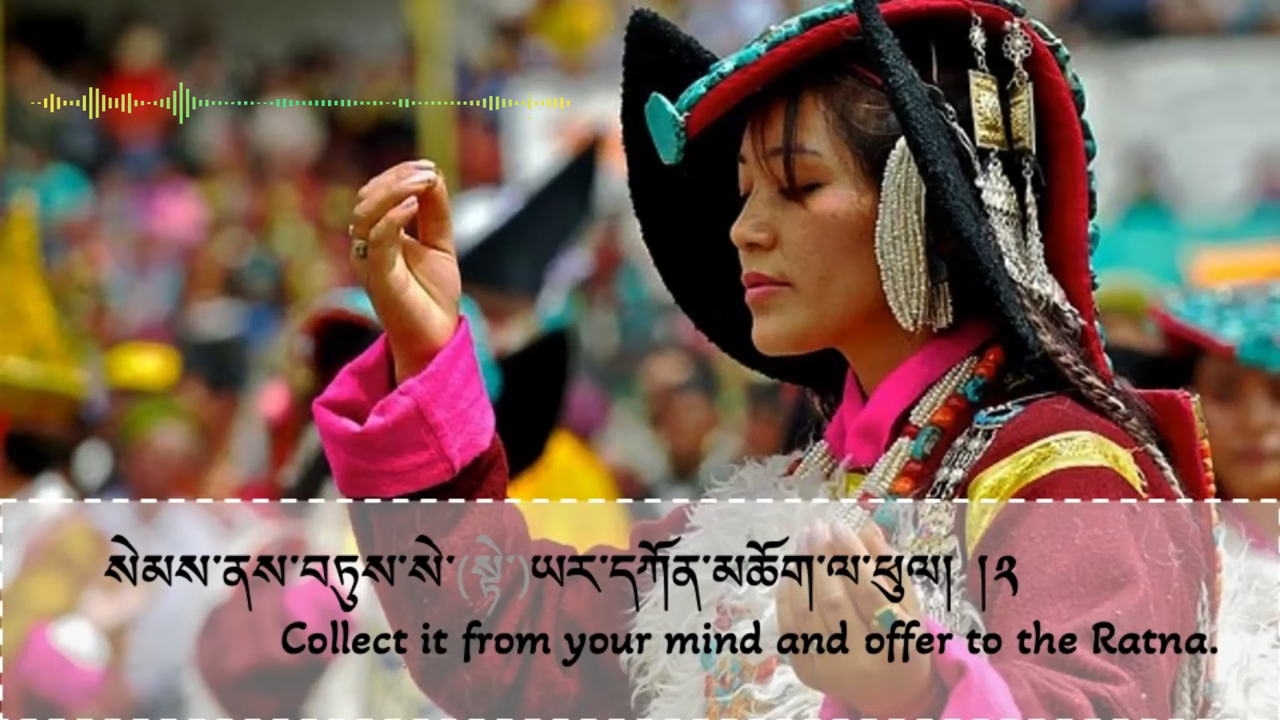 སེམས་ནས་བཏུས་སེ་(སྟེ་)ཡར་དཀོན་མཆོག་ལ་ཕུལ། །༢
Collect it from your mind and offer to the Ratna.